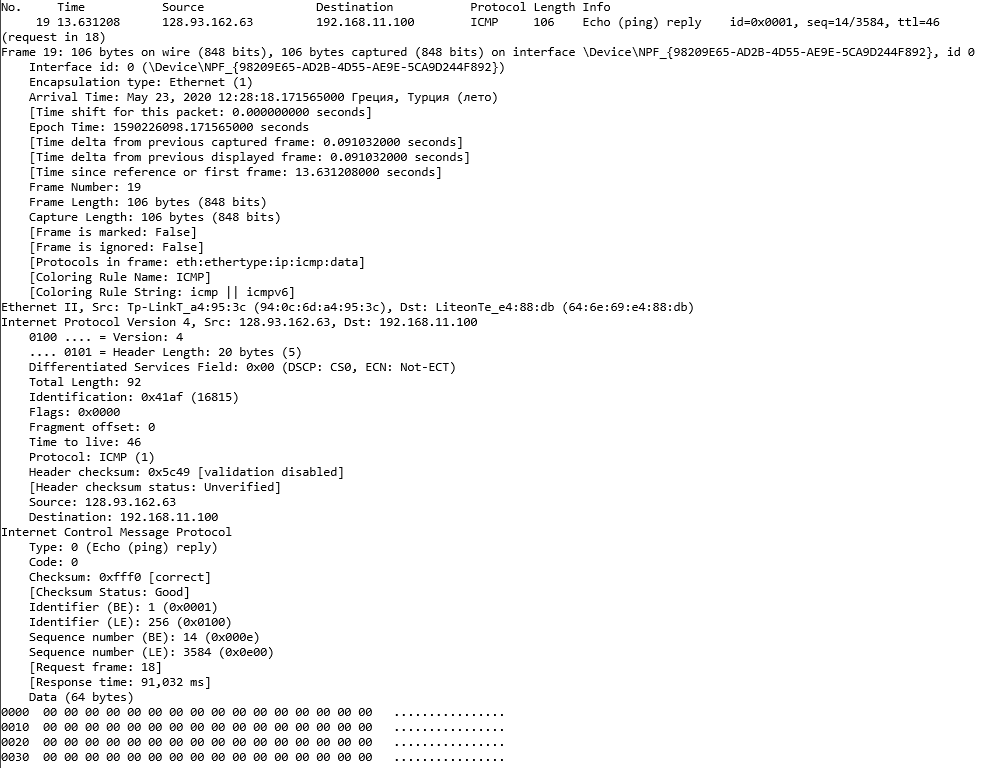 No.     Time           Source                Destination           Protocol Length Info
     19 13.631208      128.93.162.63         192.168.11.100        ICMP     106    Echo (ping) reply    id=0x0001, seq=14/3584, ttl=46
(request in 18)
Frame 19: 106 bytes on wire (848 bits), 106 bytes captured (848 bits) on interface \Device\NPF_{98209E65-AD2B-4D55-AE9E-5CA9D244F892}, id 0
    Interface id: 0 (\Device\NPF_{98209E65-AD2B-4D55-AE9E-5CA9D244F892})
    Encapsulation type: Ethernet (1)
    Arrival Time: May 23, 2020 12:28:18.171565000 Греция, Турция (лето)
    [Time shift for this packet: 0.000000000 seconds]
    Epoch Time: 1590226098.171565000 seconds
    [Time delta from previous captured frame: 0.091032000 seconds]
    [Time delta from previous displayed frame: 0.091032000 seconds]
    [Time since reference or first frame: 13.631208000 seconds]
    Frame Number: 19
    Frame Length: 106 bytes (848 bits)
    Capture Length: 106 bytes (848 bits)
    [Frame is marked: False]
    [Frame is ignored: False]
    [Protocols in frame: eth:ethertype:ip:icmp:data]
    [Coloring Rule Name: ICMP]
    [Coloring Rule String: icmp || icmpv6]
Ethernet II, Src: Tp-LinkT_a4:95:3c (94:0c:6d:a4:95:3c), Dst: LiteonTe_e4:88:db (64:6e:69:e4:88:db)
Internet Protocol Version 4, Src: 128.93.162.63, Dst: 192.168.11.100
    0100 .... = Version: 4
    .... 0101 = Header Length: 20 bytes (5)
    Differentiated Services Field: 0x00 (DSCP: CS0, ECN: Not-ECT)
    Total Length: 92
    Identification: 0x41af (16815)
    Flags: 0x0000
    Fragment offset: 0
    Time to live: 46
    Protocol: ICMP (1)
    Header checksum: 0x5c49 [validation disabled]
    [Header checksum status: Unverified]
    Source: 128.93.162.63
    Destination: 192.168.11.100
Internet Control Message Protocol
    Type: 0 (Echo (ping) reply)
    Code: 0
    Checksum: 0xfff0 [correct]
    [Checksum Status: Good]
    Identifier (BE): 1 (0x0001)
    Identifier (LE): 256 (0x0100)
    Sequence number (BE): 14 (0x000e)
    Sequence number (LE): 3584 (0x0e00)
    [Request frame: 18]
    [Response time: 91,032 ms]
    Data (64 bytes)
0000  00 00 00 00 00 00 00 00 00 00 00 00 00 00 00 00   ................
0010  00 00 00 00 00 00 00 00 00 00 00 00 00 00 00 00   ................
0020  00 00 00 00 00 00 00 00 00 00 00 00 00 00 00 00   ................
0030  00 00 00 00 00 00 00 00 00 00 00 00 00 00 00 00   ................